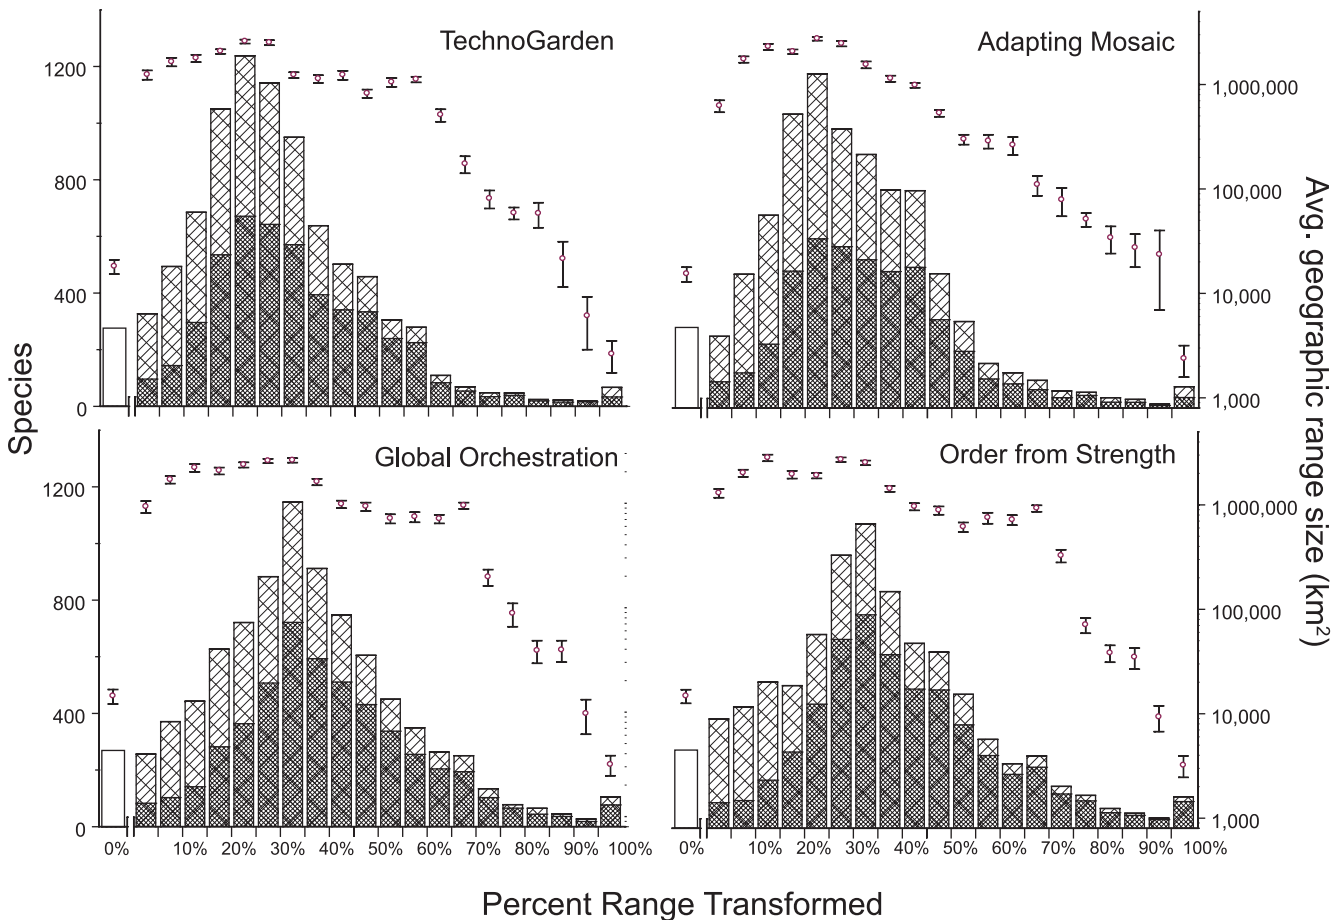 TechnoGarden
Adapting Mosaic
1200
800
400
0
1,000,000
100,000
10,000
1,000
Species
Avg. geographic range size (km²)
Global Orchestration
Order from Strength
1200
800
400
0
1,000,000
100,000
10,000
1,000
0% 10% 20% 30% 40% 50% 60% 70% 80% 90% 100%
0% 10% 20% 30% 40% 50% 60% 70% 80% 90% 100%
Percent Range Transformed